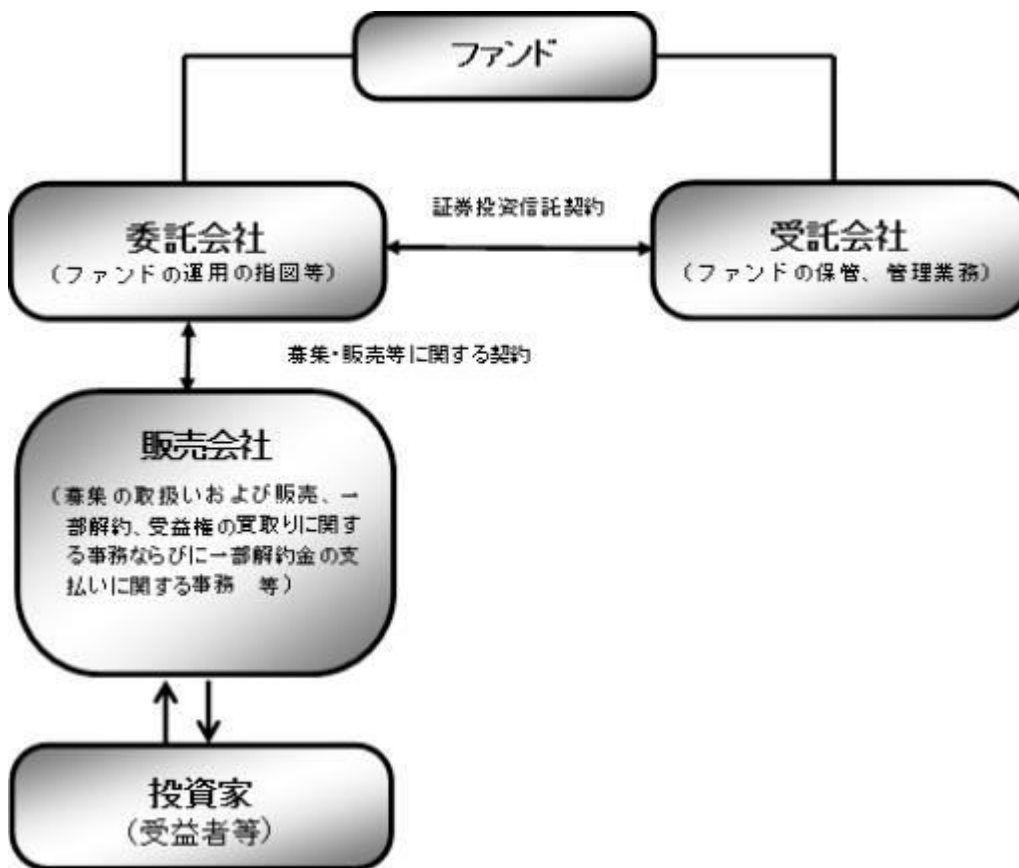 ファンド
証券投資信託契約
委託会社
(ファンドの運用の指図等)
受託会社
(ファンドの保管、管理業務)
募集・販売等に関する契約
販売会社
(募集の取扱いおよび販売、一
部解約、受益権の買取りに関す
る事務ならびに一部解約金の支
払いに関する事務 等)
投資家
(受益者等)